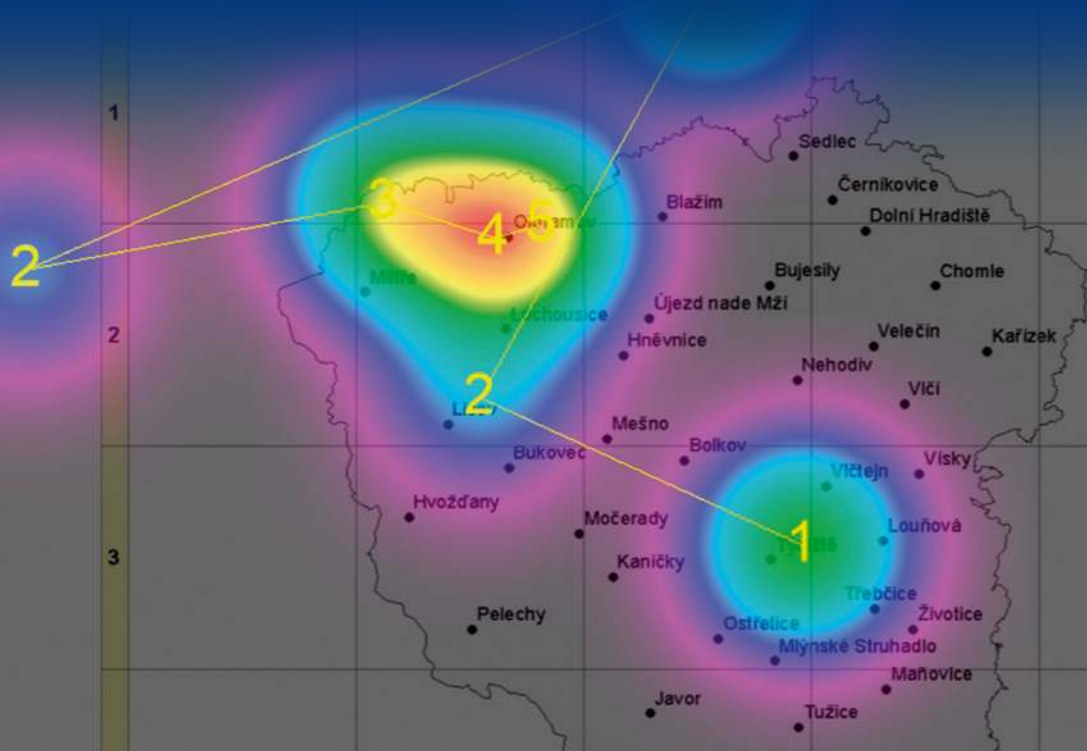 1
Sedlec
Černíkovice
3
Blažim
Dolní Hradiště
4
5
2
Bujesily
Chomle
Milíře
Újezd nade Mží
Lochousice
2
Velečín
Kařízek
Hněvnice
Nehodiv
2
Vlčí
Mešno
Bolkov
Bukovec
Vlčtejn
Vísky
Hvožďany
Močerady
Louňová
1
3
Kaničky
Třebčice
Pelechy
Ostřetice
Životice
Mlýnské Struhadlo
Maňovice
Javor
Tužice